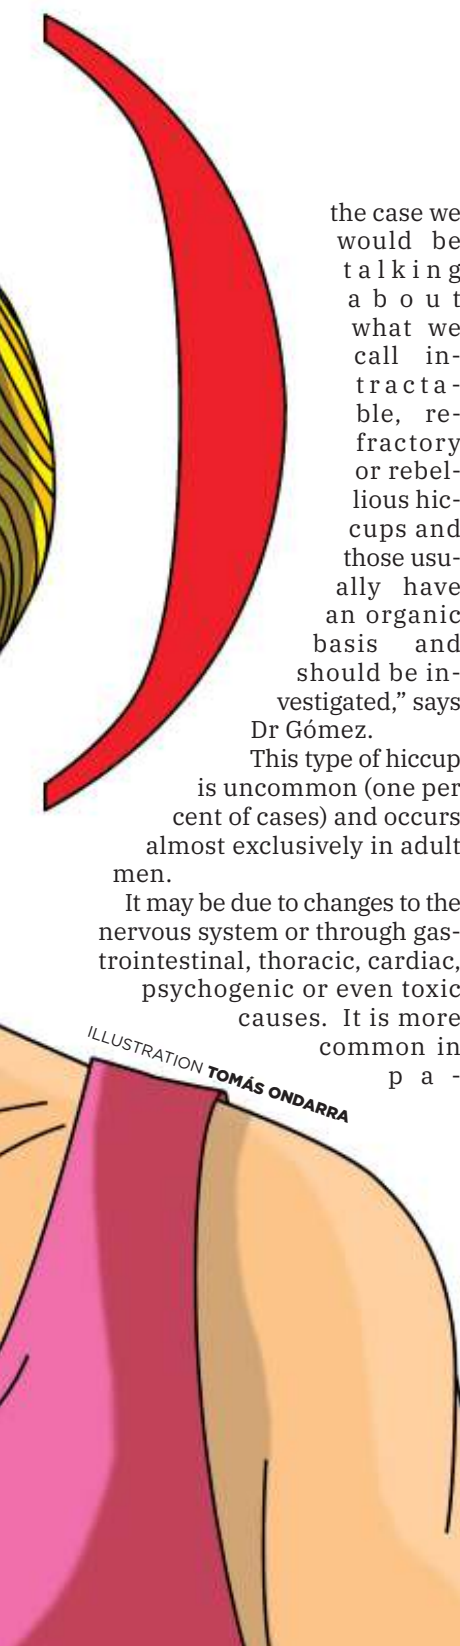 the case we
would be
talking
about
what we
call in-
tracta-
ble, re-
fractory
or rebel-
lious hic-
cups and
those usu-
ally have
an organic
basis and
should be in-
vestigated,” says
Dr Gómez.
This type of hiccup
is uncommon (one per
cent of cases) and occurs
almost exclusively in adult
men.
It may be due to changes to the
nervous system or through gas-
trointestinal, thoracic, cardiac,
psychogenic or even toxic
causes. It is more
common in
pa-
ILLUSTRATION TOMÁS ONDARRA